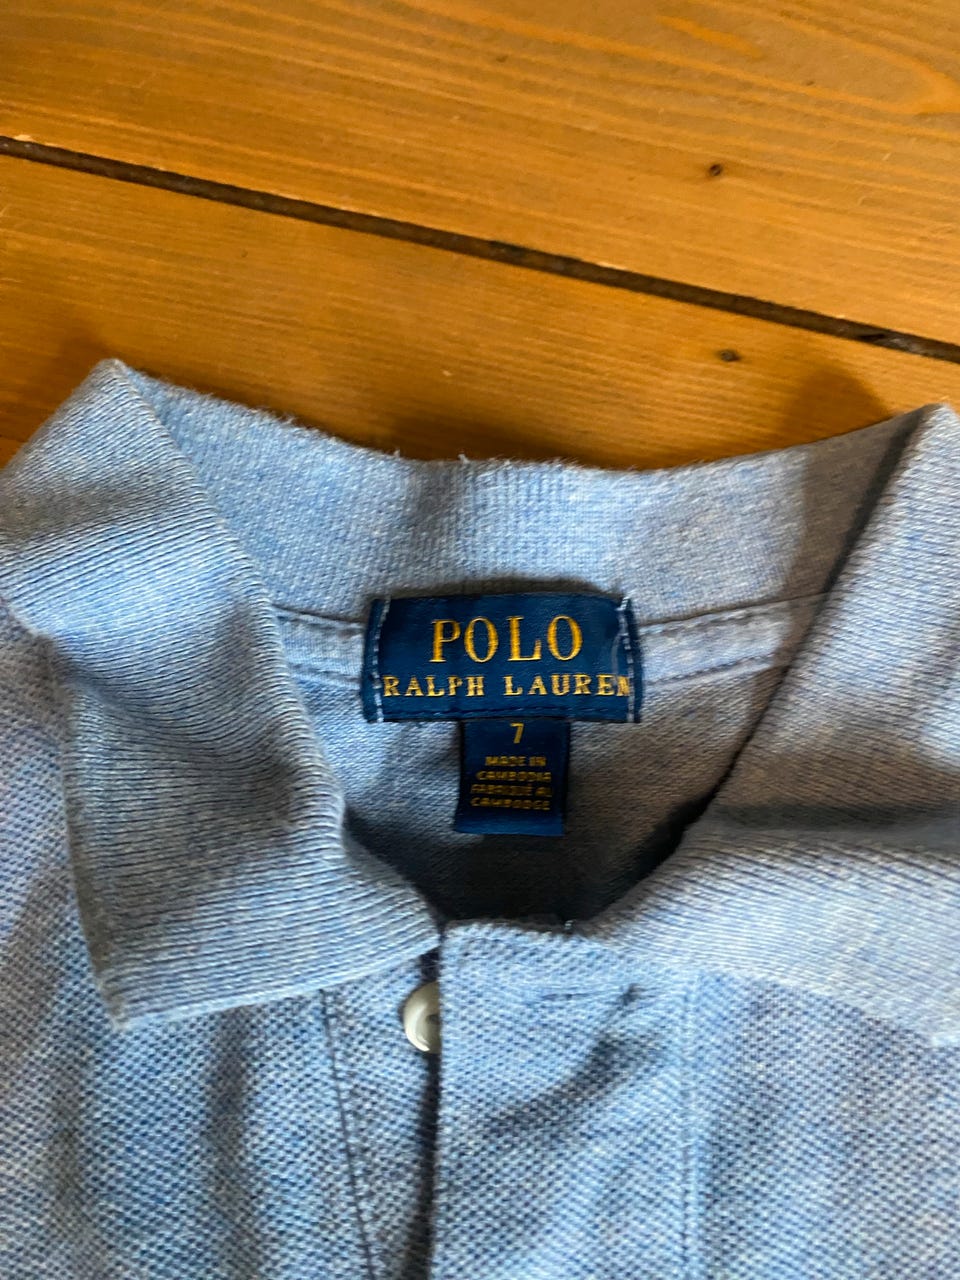 POLO
RALPH LAUREN
7
MADE IN
CAMBODIA
FABRIQUÉ AU
CAMBODGE